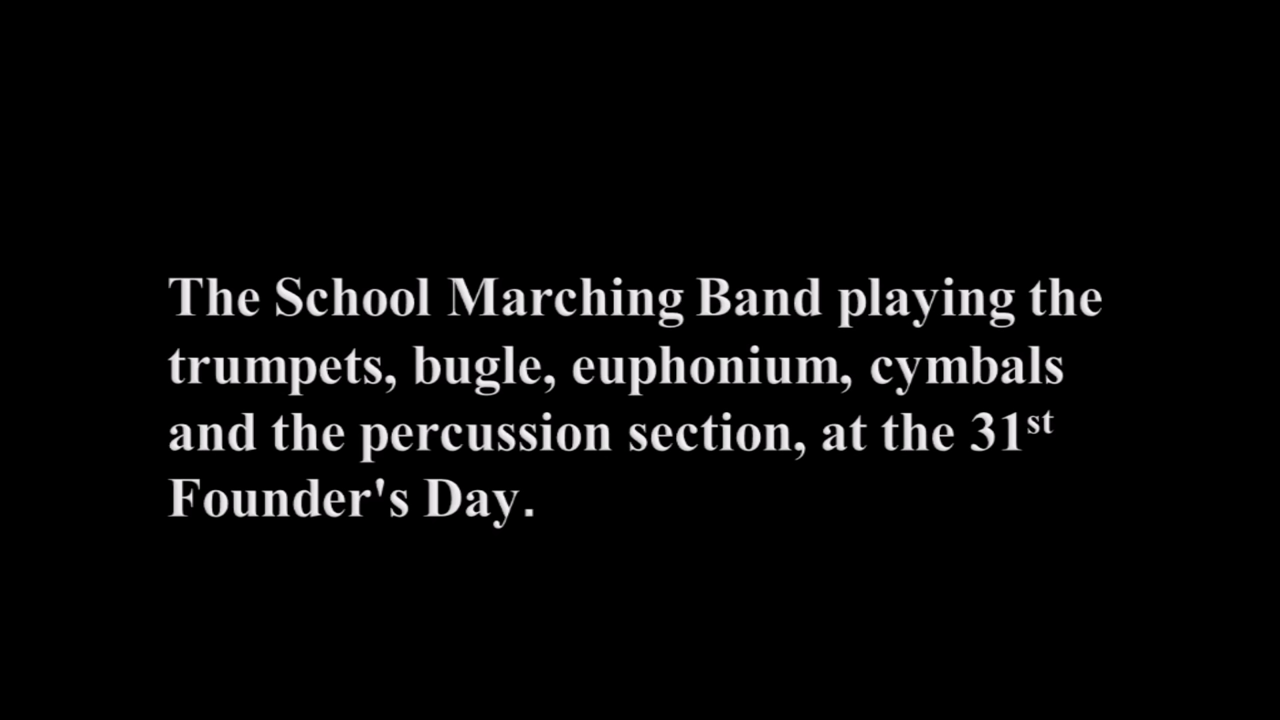 The School Marching Band playing the
trumpets, bugle, euphonium, cymbals
and the percussion section, at the 31st
Founder's Day.